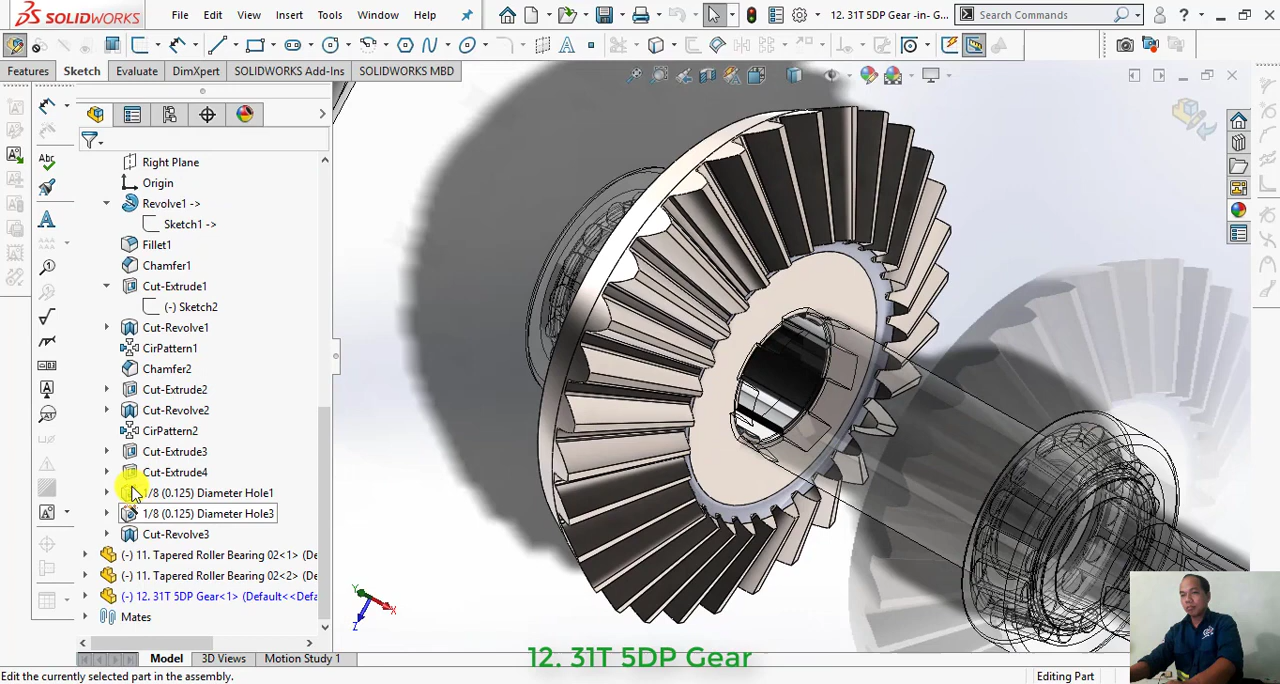 SOLIDWORKS File Edit View Insert Tools Window Help 12. 31T 5DP Gear -in- G... Search Commands
Features Sketch Evaluate DimXpert SOLIDWORKS Add-Ins SOLIDWORKS MBD
Right Plane
Origin
Revolve1 ->
Sketch1 ->
Fillet1
Chamfer1
Cut-Extrude1
(-) Sketch2
Cut-Revolve1
CirPattern1
Chamfer2
Cut-Extrude2
Cut-Revolve2
CirPattern2
Cut-Extrude3
Cut-Extrude4
1/8 (0.125) Diameter Hole1
1/8 (0.125) Diameter Hole3
Cut-Revolve3
(-) 11. Tapered Roller Bearing 02<1> (De
(-) 11. Tapered Roller Bearing 02<2> (De
(-) 12. 31T 5DP Gear<1> (Default<<Defa
Mates
Y
X
Z
12. 31T 5DP Gear
Model 3D Views Motion Study 1
Edit the currently selected part in the assembly. Editing Part